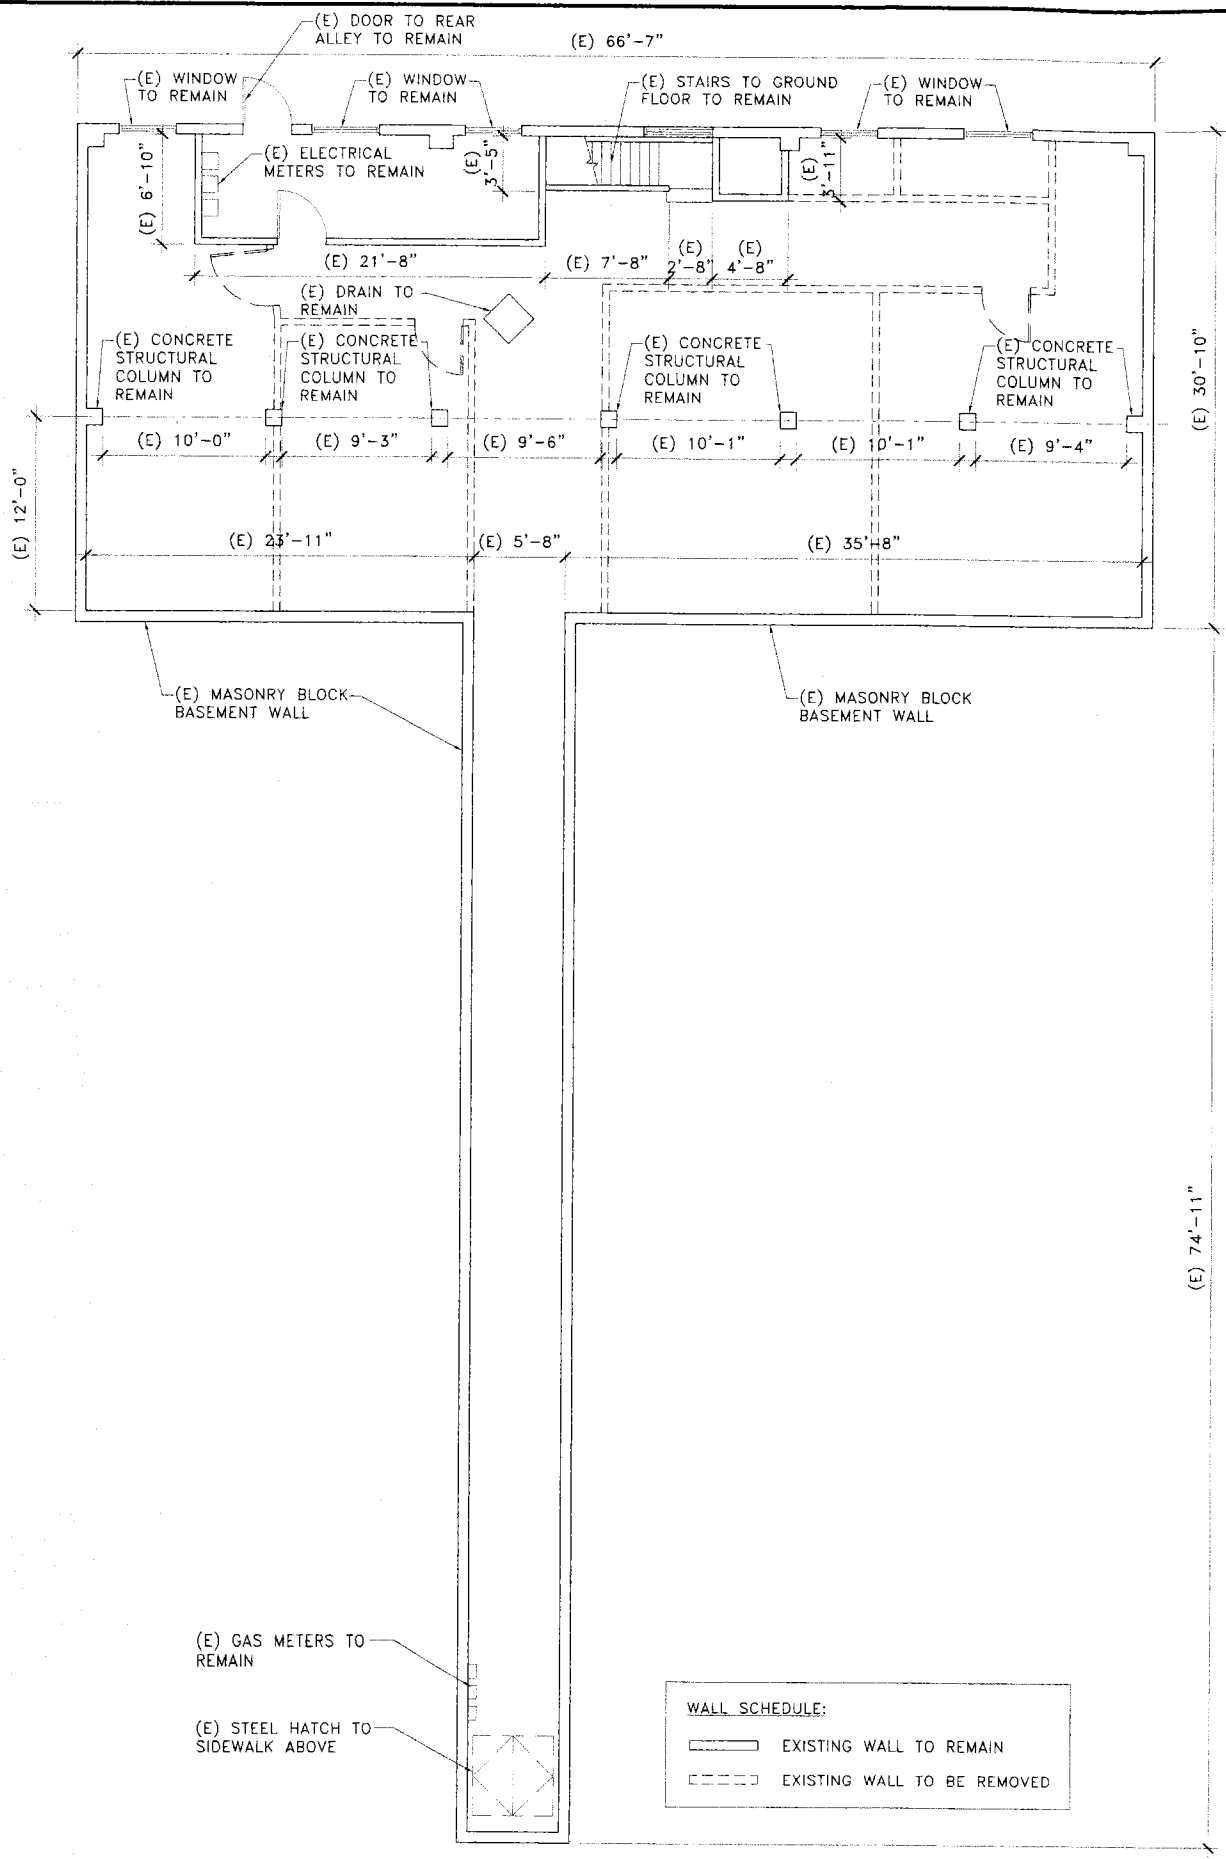 (E) DOOR TO REAR
ALLEY TO REMAIN
(E) 66'-7"
(E) WINDOW
TO REMAIN
(E) WINDOW
TO REMAIN
(E) STAIRS TO GROUND
FLOOR TO REMAIN
(E) WINDOW
TO REMAIN
(E) 6'-10"
(E) ELECTRICAL
METERS TO REMAIN
(E)
3'-5"
(E)
3'-11"
(E) 21'-8"
(E) 7'-8"
(E)
2'-8"
(E)
4'-8"
(E) DRAIN TO
REMAIN
(E) CONCRETE
STRUCTURAL
COLUMN TO
REMAIN
(E) CONCRETE
STRUCTURAL
COLUMN TO
REMAIN
(E) CONCRETE
STRUCTURAL
COLUMN TO
REMAIN
(E) CONCRETE
STRUCTURAL
COLUMN TO
REMAIN
(E) 30'-10"
(E) 10'-0"
(E) 9'-3"
(E) 9'-6"
(E) 10'-1"
(E) 10'-1"
(E) 9'-4"
(E) 12'-0"
(E) 23'-11"
(E) 5'-8"
(E) 35'-8"
(E) MASONRY BLOCK
BASEMENT WALL
(E) MASONRY BLOCK
BASEMENT WALL
(E) 74'-11"
(E) GAS METERS TO
REMAIN
(E) STEEL HATCH TO
SIDEWALK ABOVE
WALL SCHEDULE:
EXISTING WALL TO REMAIN
EXISTING WALL TO BE REMOVED